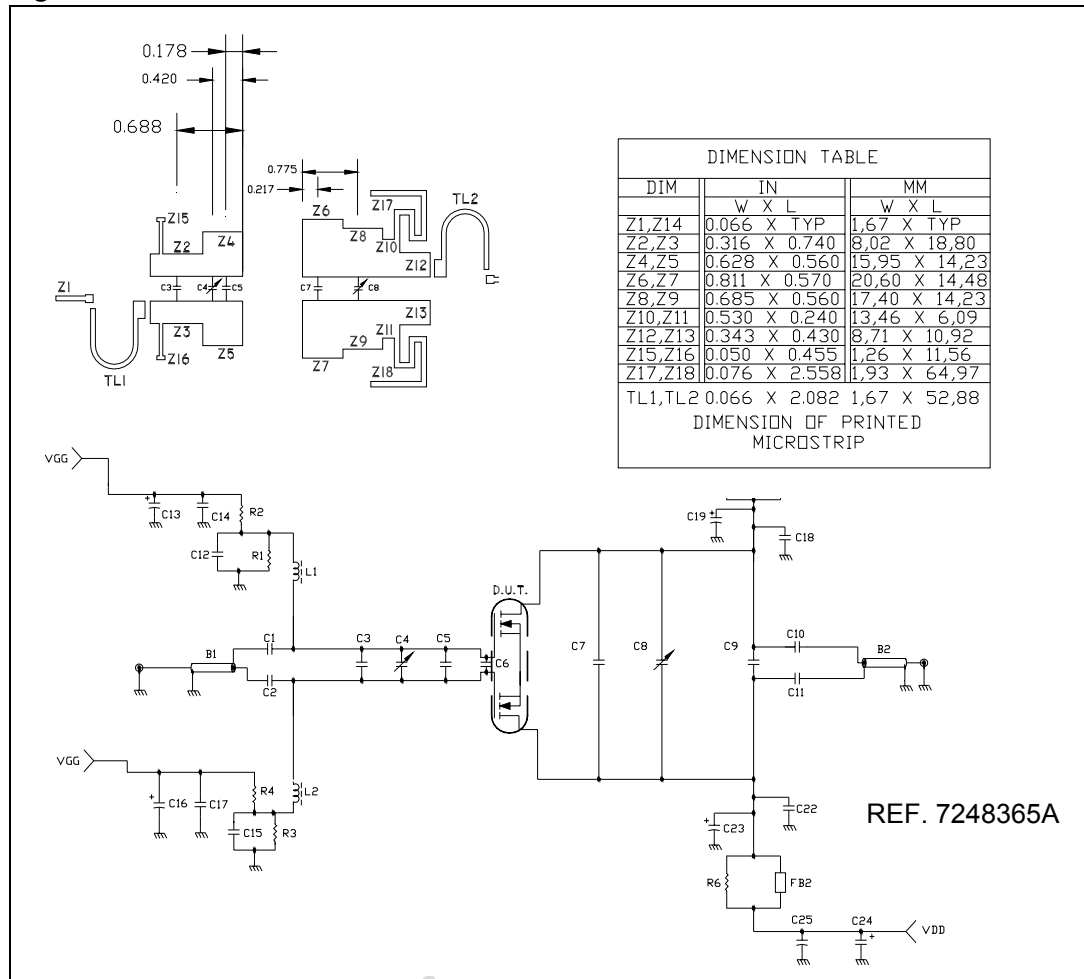 0.178
0.420
0.688
0.775
0.217
Z15
Z2
Z4
Z6
Z8
Z17
Z10
TL2
Z12
Z1
C3
C4
C5
C7
C8
Z3
Z5
Z16
TL1
Z13
Z11
Z9
Z7
Z18
DIMENSION TABLE
DIM IN MM
W X L W X L
Z1,Z14 0.066 X TYP 1,67 X TYP
Z2,Z3 0.316 X 0.740 8,02 X 18,80
Z4,Z5 0.628 X 0.560 15,95 X 14,23
Z6,Z7 0.811 X 0.570 20,60 X 14,48
Z8,Z9 0.685 X 0.560 17,40 X 14,23
Z10,Z11 0.530 X 0.240 13,46 X 6,09
Z12,Z13 0.343 X 0.430 8,71 X 10,92
Z15,Z16 0.050 X 0.455 1,26 X 11,56
Z17,Z18 0.076 X 2.558 1,93 X 64,97
TL1,TL2 0.066 X 2.082 1,67 X 52,88
DIMENSION OF PRINTED
MICROSTRIP
VGG
+
C13
C14
R2
C12
R1
L1
C19
+
C18
D.U.T.
B1
C1
C2
C3
C4
C5
C6
C7
C8
C9
C10
C11
B2
VGG
+
C16
C17
R4
L2
C15
R3
+
C23
C22
REF. 7248365A
R6
FB2
C25
C24
+
VDD